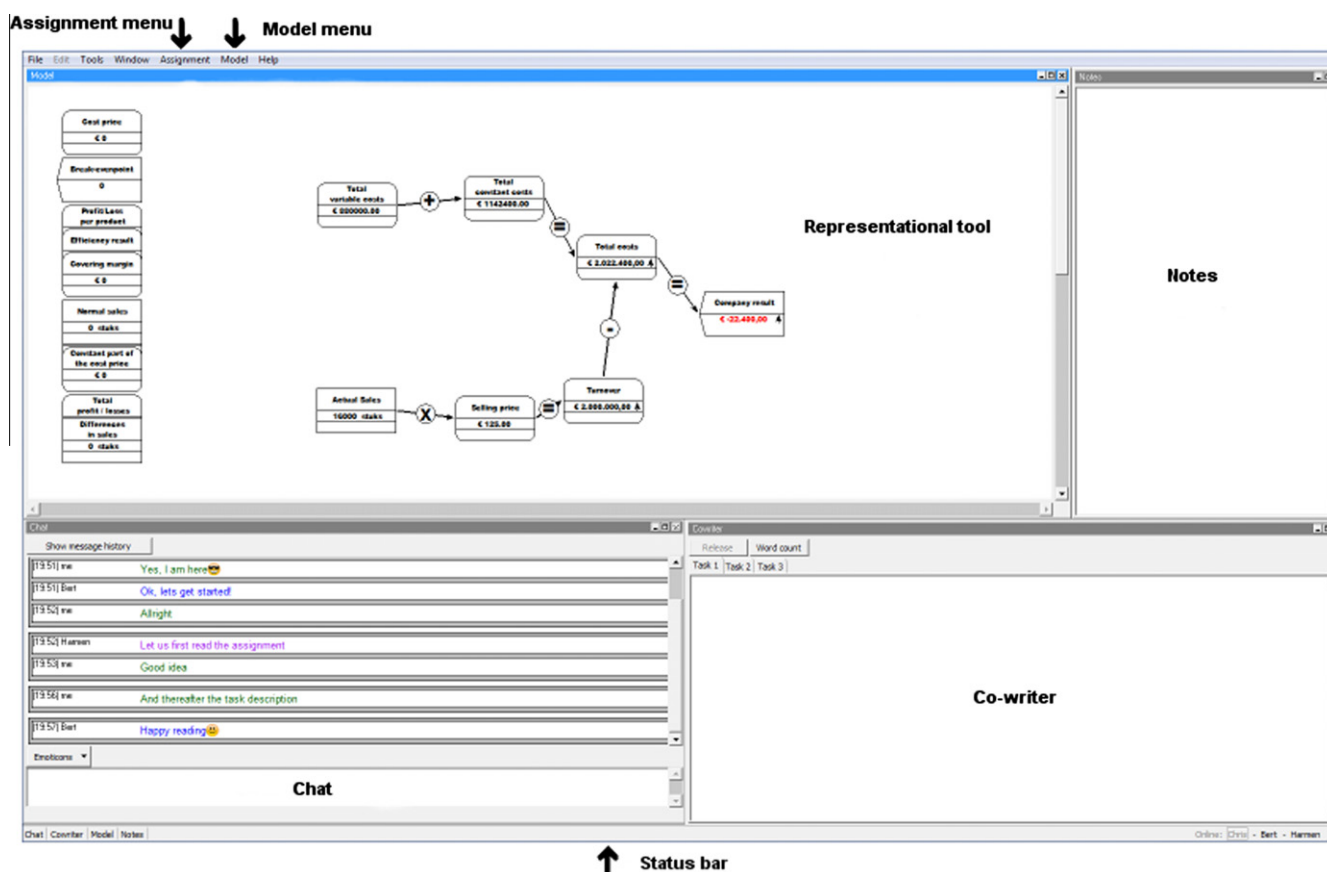 Assignment menu
Model menu
File Edit Tools Window Assignment Model Help
Model
Notes
Cost price
€ 0
Break-evenpoint
0
Profit/Loss
per product
Efficiency result
Covering margin
€ 0
Normal sales
0 stuks
Constant part of
the cost price
€ 0
Total
profit / losses
Differences
in sales
0 stuks
Total
variable costs
€ 880000.00
+
Total
constant costs
€ 1142400.00
=
Total costs
€ 2.022.400,00
=
Company result
€ -22.400,00
-
Actual Sales
16000 stuks
X
Selling price
€ 125.00
=
Turnover
€ 2.000.000,00
Representational tool
Notes
Chat
Show message history
[19:51] me Yes, I am here
[19:51] Bert Ok, lets get started!
[19:52] me Allright
[19:52] Harmen Let us first read the assignment
[19:53] me Good idea
[19:56] me And thereafter the task description
[19:57] Bert Happy reading
Emoticons
Chat
Cowriter
Release Word count
Task 1 Task 2 Task 3
Co-writer
Chat Cowriter Model Notes
Online: Chris - Bert - Harmen
Status bar